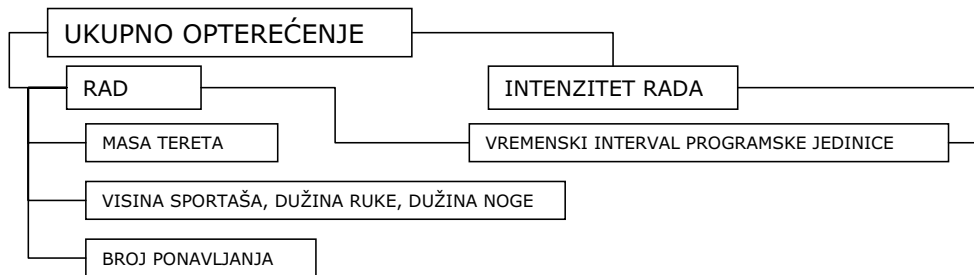 UKUPNO OPTEREĆENJE
RAD
INTENZITET RADA
MASA TERETA
VREMENSKI INTERVAL PROGRAMSKE JEDINICE
VISINA SPORTAŠA, DUŽINA RUKE, DUŽINA NOGE
BROJ PONAVLJANJA